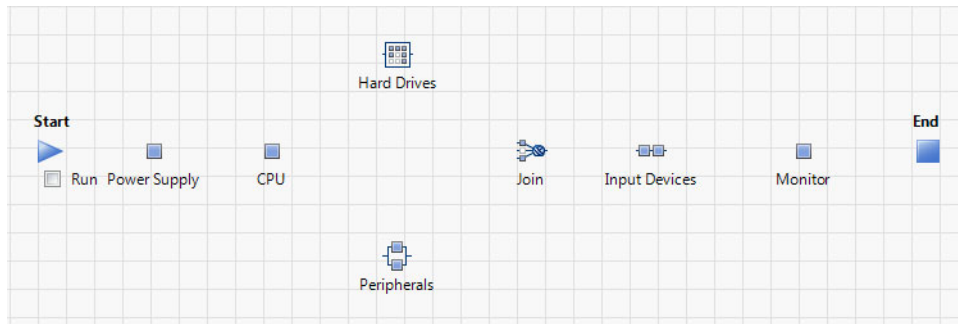 Hard Drives
Start
End
Run Power Supply CPU Join Input Devices Monitor
Peripherals